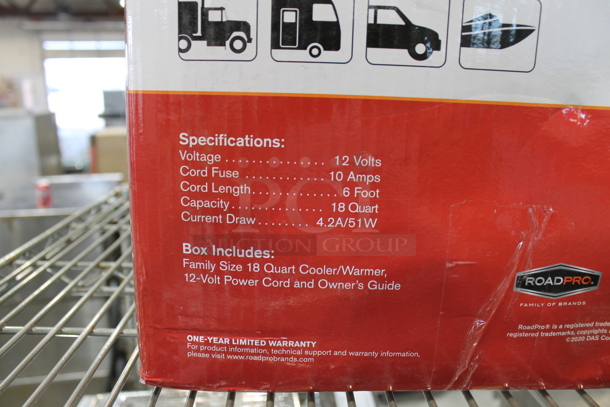 Specifications:
Voltage . . . . . . . . . . . . . . 12 Volts
Cord Fuse . . . . . . . . . . . . 10 Amps
Cord Length. . . . . . . . . . . . 6 Foot
Capacity. . . . . . . . . . . . . 18 Quart
Current Draw. . . . . . . . 4.2A/51W
Box Includes:
Family Size 18 Quart Cooler/Warmer,
12-Volt Power Cord and Owner's Guide
ONE-YEAR LIMITED WARRANTY
For product information, technical support and warranty information,
please visit www.roadprobrands.com
ROADPRO.
FAMILY OF BRANDS
RoadPro® is a registered
registered trademarks, copyrights
©2020 DAS
AUCTION GROUP